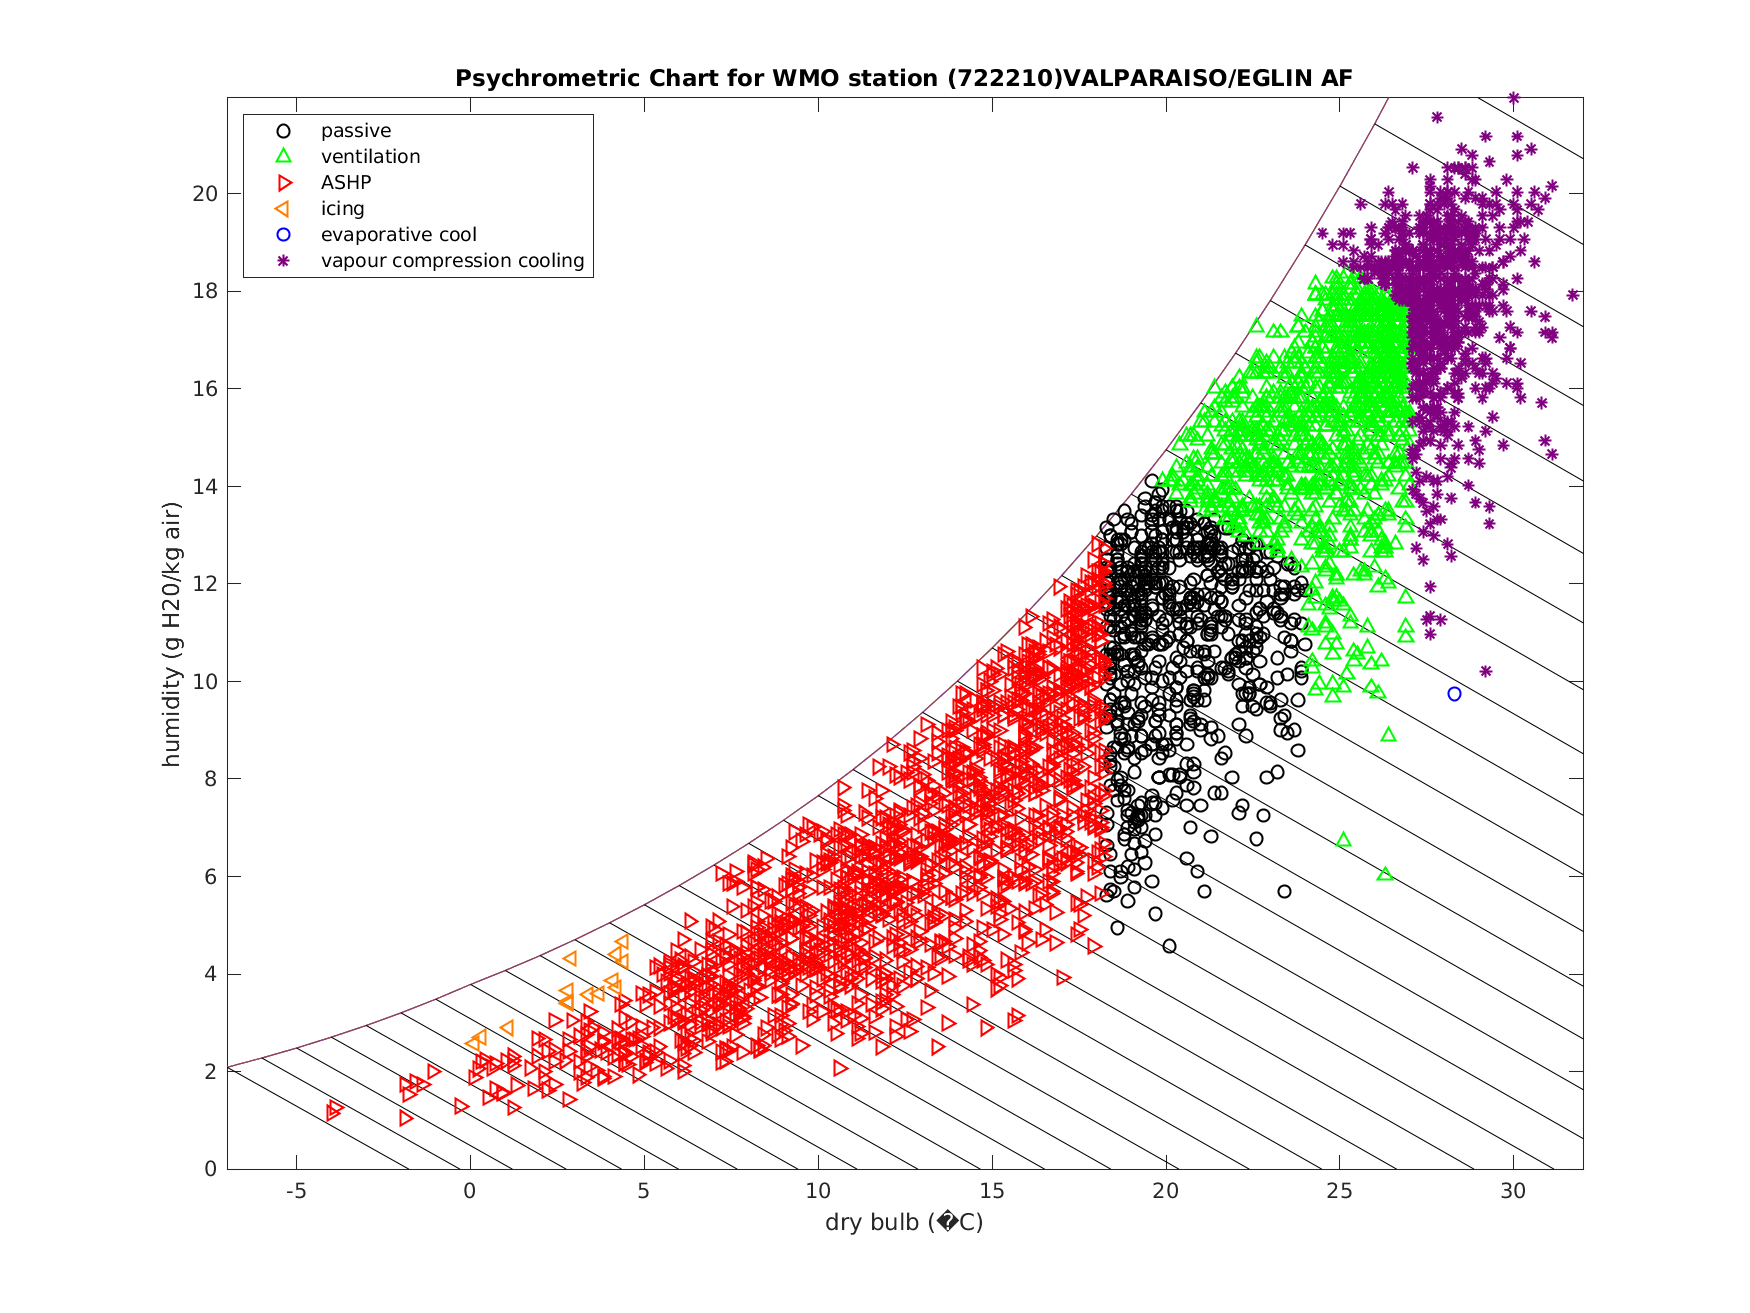 Psychrometric Chart for WMO station (722210)VALPARAISO/EGLIN AF
passive
ventilation
ASHP
icing
evaporative cool
vapour compression cooling
humidity (g H20/kg air)
20
18
16
14
12
10
8
6
4
2
0
-5 0 5 10 15 20 25 30
dry bulb (�C)